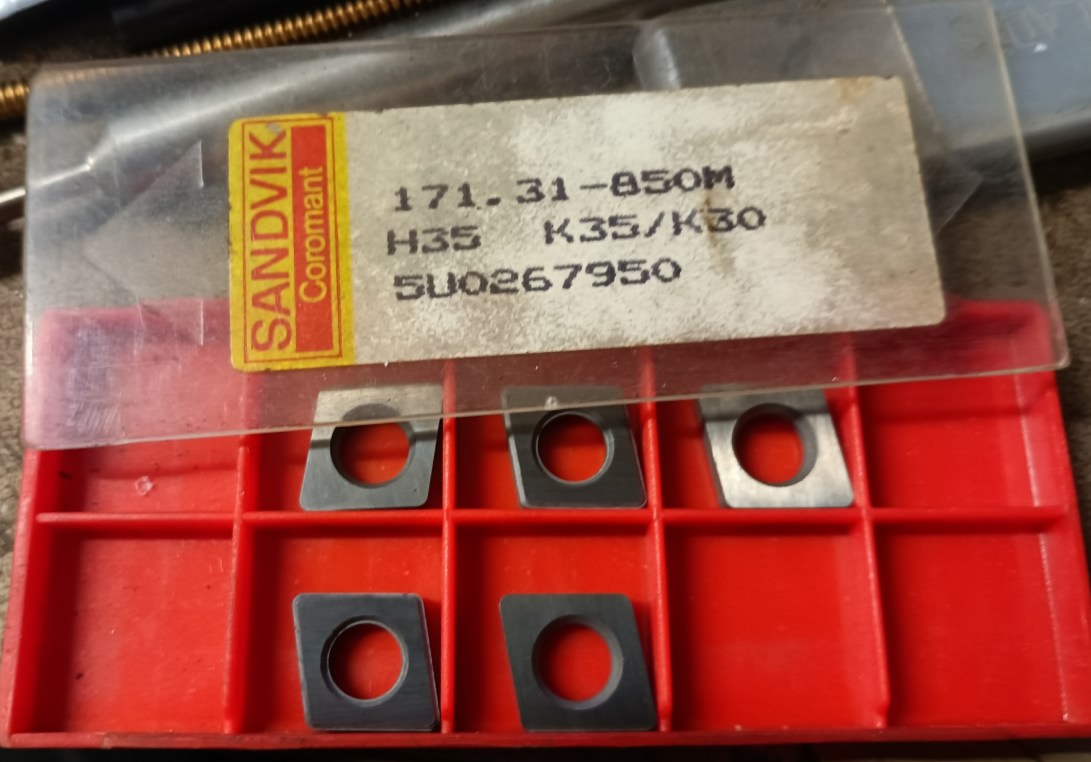 SANDVIK
Coromant
171.31-850M
H35 K35/K30
5U0267950